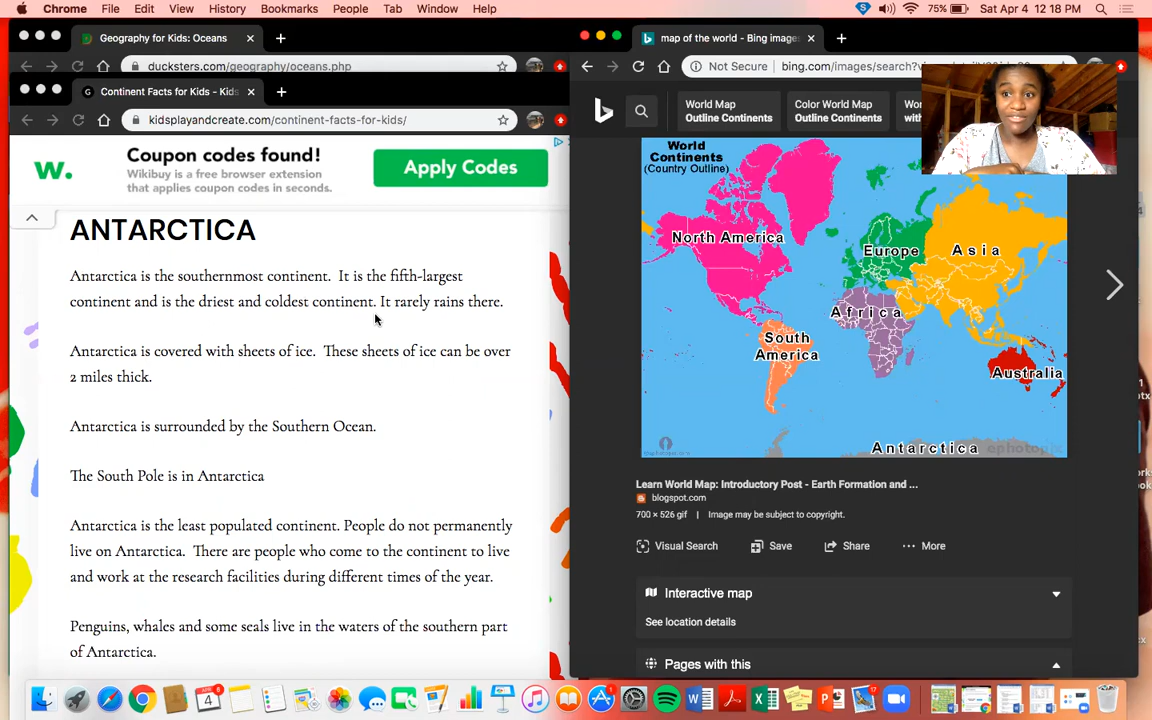 Chrome File Edit View History Bookmarks People Tab Window Help
75% Sat Apr 4 12:18 PM
Geography for Kids: Oceans
ducksters.com/geography/oceans.php
Continent Facts for Kids - Kids
kidsplayandcreate.com/continent-facts-for-kids/
w.
Coupon codes found!
Wikibuy is a free browser extension
that applies coupon codes in seconds.
Apply Codes
ANTARCTICA
Antarctica is the southernmost continent. It is the fifth-largest
continent and is the driest and coldest continent. It rarely rains there.
Antarctica is covered with sheets of ice. These sheets of ice can be over
2 miles thick.
Antarctica is surrounded by the Southern Ocean.
The South Pole is in Antarctica
Antarctica is the least populated continent. People do not permanently
live on Antarctica. There are people who come to the continent to live
and work at the research facilities during different times of the year.
Penguins, whales and some seals live in the waters of the southern part
of Antarctica.
map of the world - Bing images
Not Secure bing.com/images/search?
World Map
Outline Continents
Color World Map
Outline Continents
World
Continents
(Country Outline)
North America
Europe
Asia
Africa
South
America
Australia
Antarctica
Learn World Map: Introductory Post - Earth Formation and ...
blogspot.com
700 × 526 gif | Image may be subject to copyright.
Visual Search Save Share ··· More
Interactive map
See location details
Pages with this